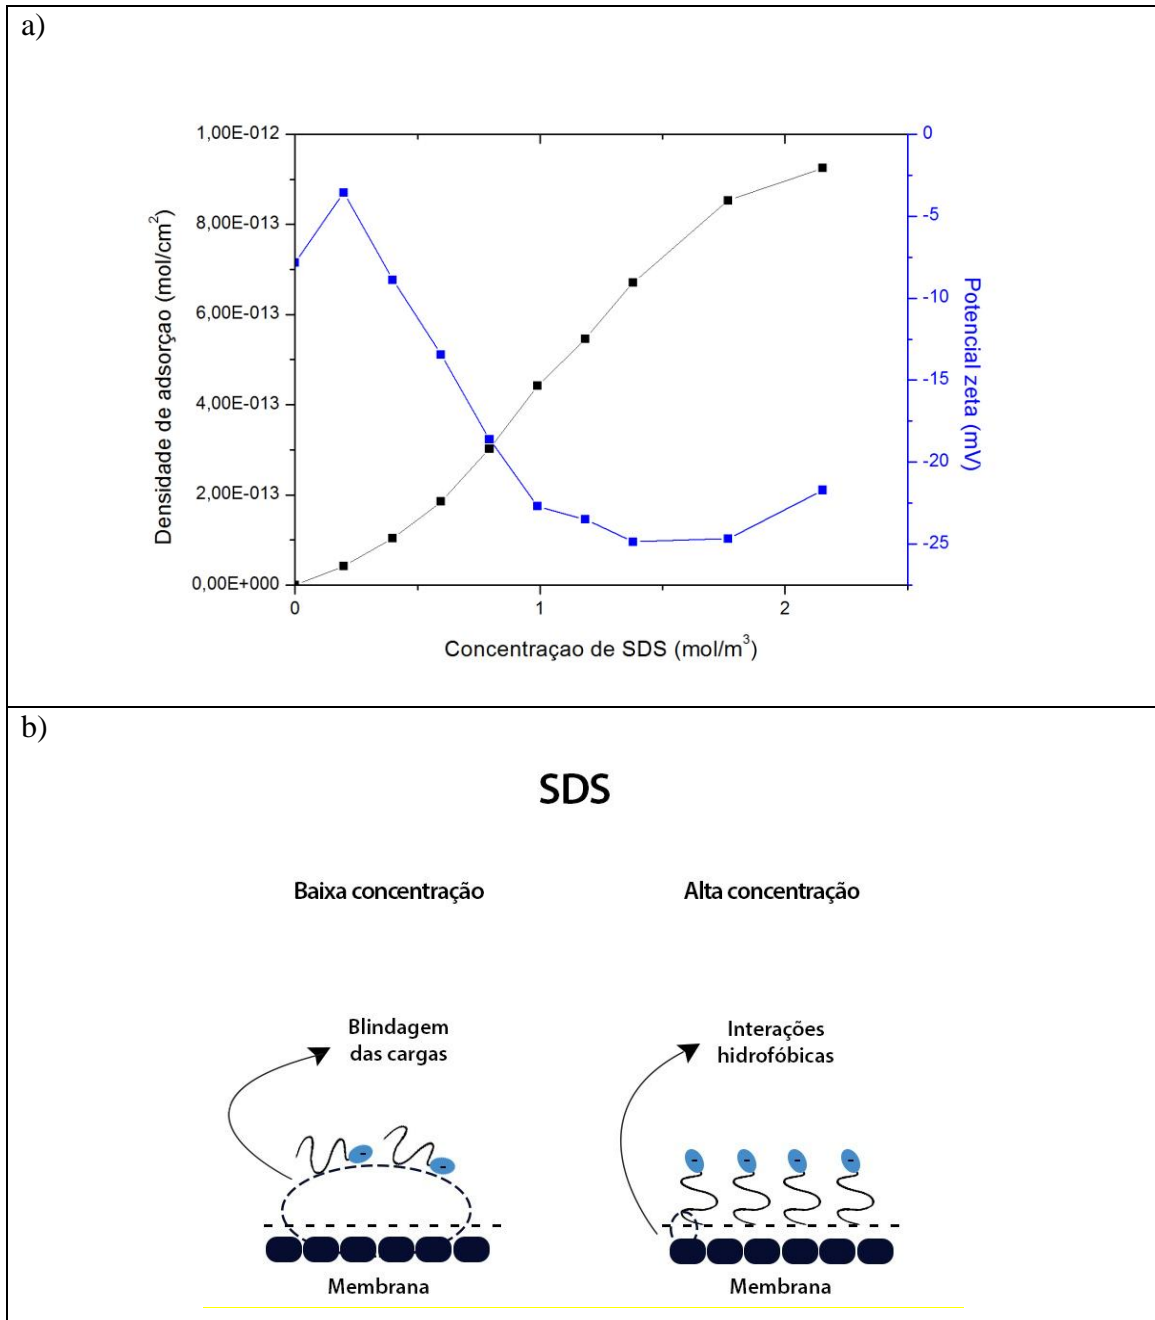 a)
1,00E-012
8,00E-013
6,00E-013
4,00E-013
2,00E-013
0,00E+000
Densidade de adsorçao (mol/cm²)
0
-5
-10
-15
-20
-25
Potencial zeta (mV)
0 1 2
Concentraçao de SDS (mol/m³)
b)
SDS
Baixa concentração
Alta concentração
Blindagem
das cargas
Interações
hidrofóbicas
- -
- - - -
Membrana
Membrana